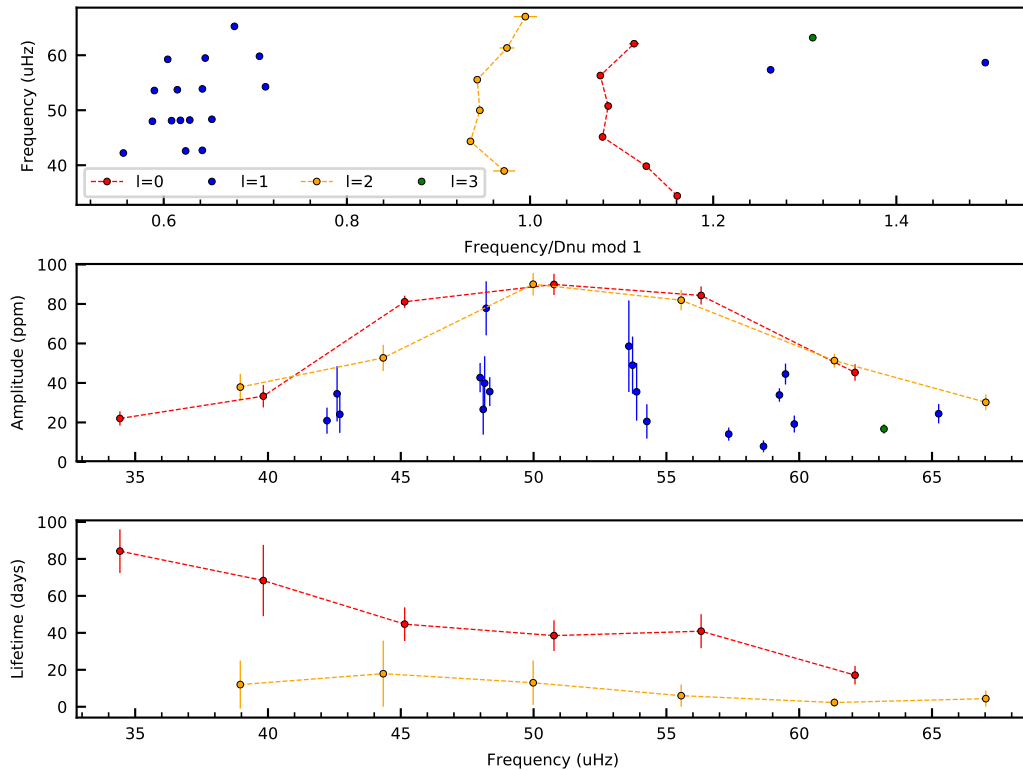 Frequency (uHz)
60
50
40
l=0 l=1 l=2 l=3
0.6 0.8 1.0 1.2 1.4
Frequency/Dnu mod 1
Amplitude (ppm)
100
80
60
40
20
0
35 40 45 50 55 60 65
Lifetime (days)
100
80
60
40
20
0
35 40 45 50 55 60 65
Frequency (uHz)